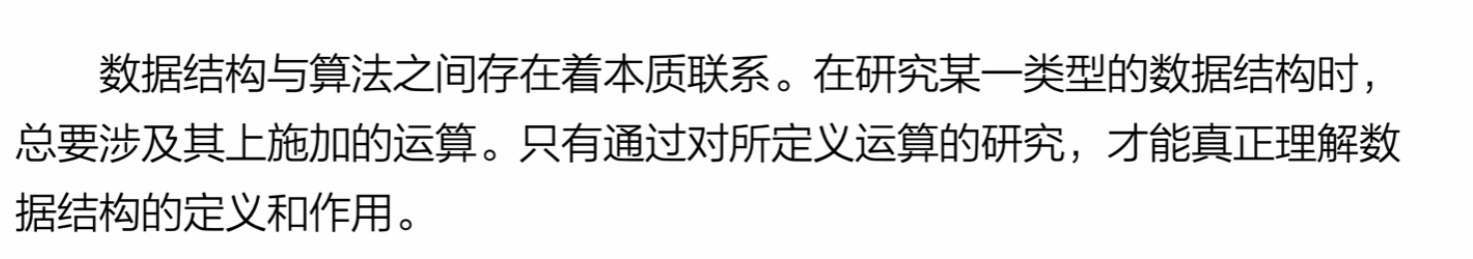 数据结构与算法之间存在着本质联系。在研究某一类型的数据结构时，
总要涉及其上施加的运算。只有通过对所定义运算的研究，才能真正理解数
据结构的定义和作用。